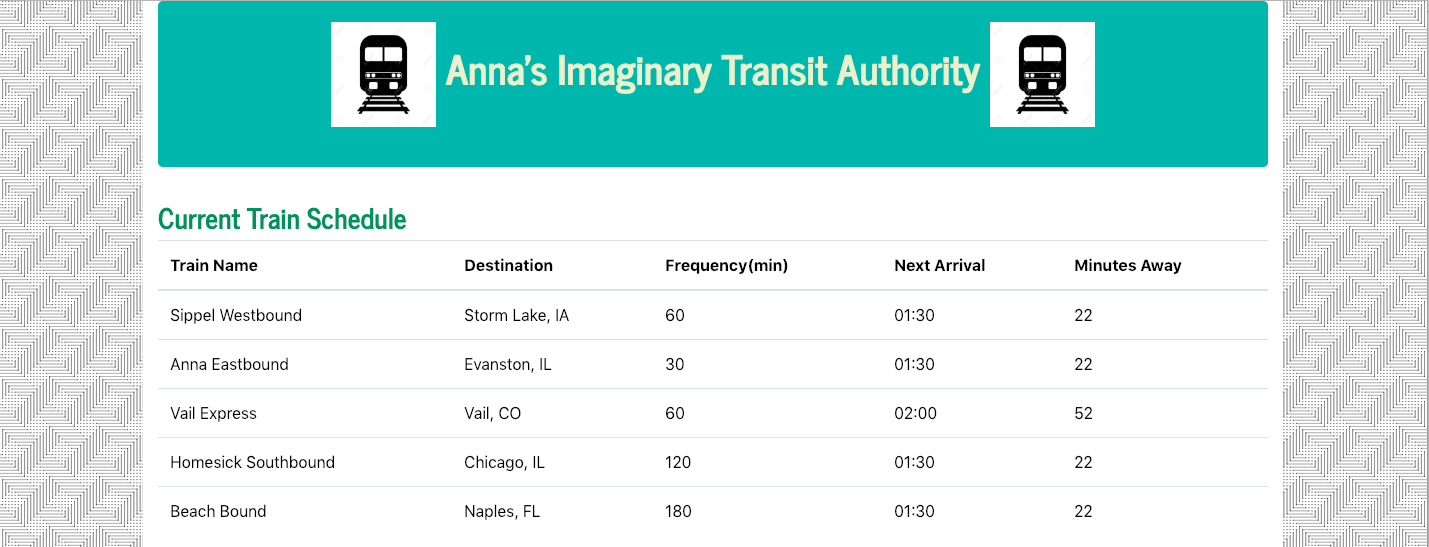 Anna's Imaginary Transit Authority
Current Train Schedule
Train Name Destination Frequency(min) Next Arrival Minutes Away
Sippel Westbound Storm Lake, IA 60 01:30 22
Anna Eastbound Evanston, IL 30 01:30 22
Vail Express Vail, CO 60 02:00 52
Homesick Southbound Chicago, IL 120 01:30 22
Beach Bound Naples, FL 180 01:30 22